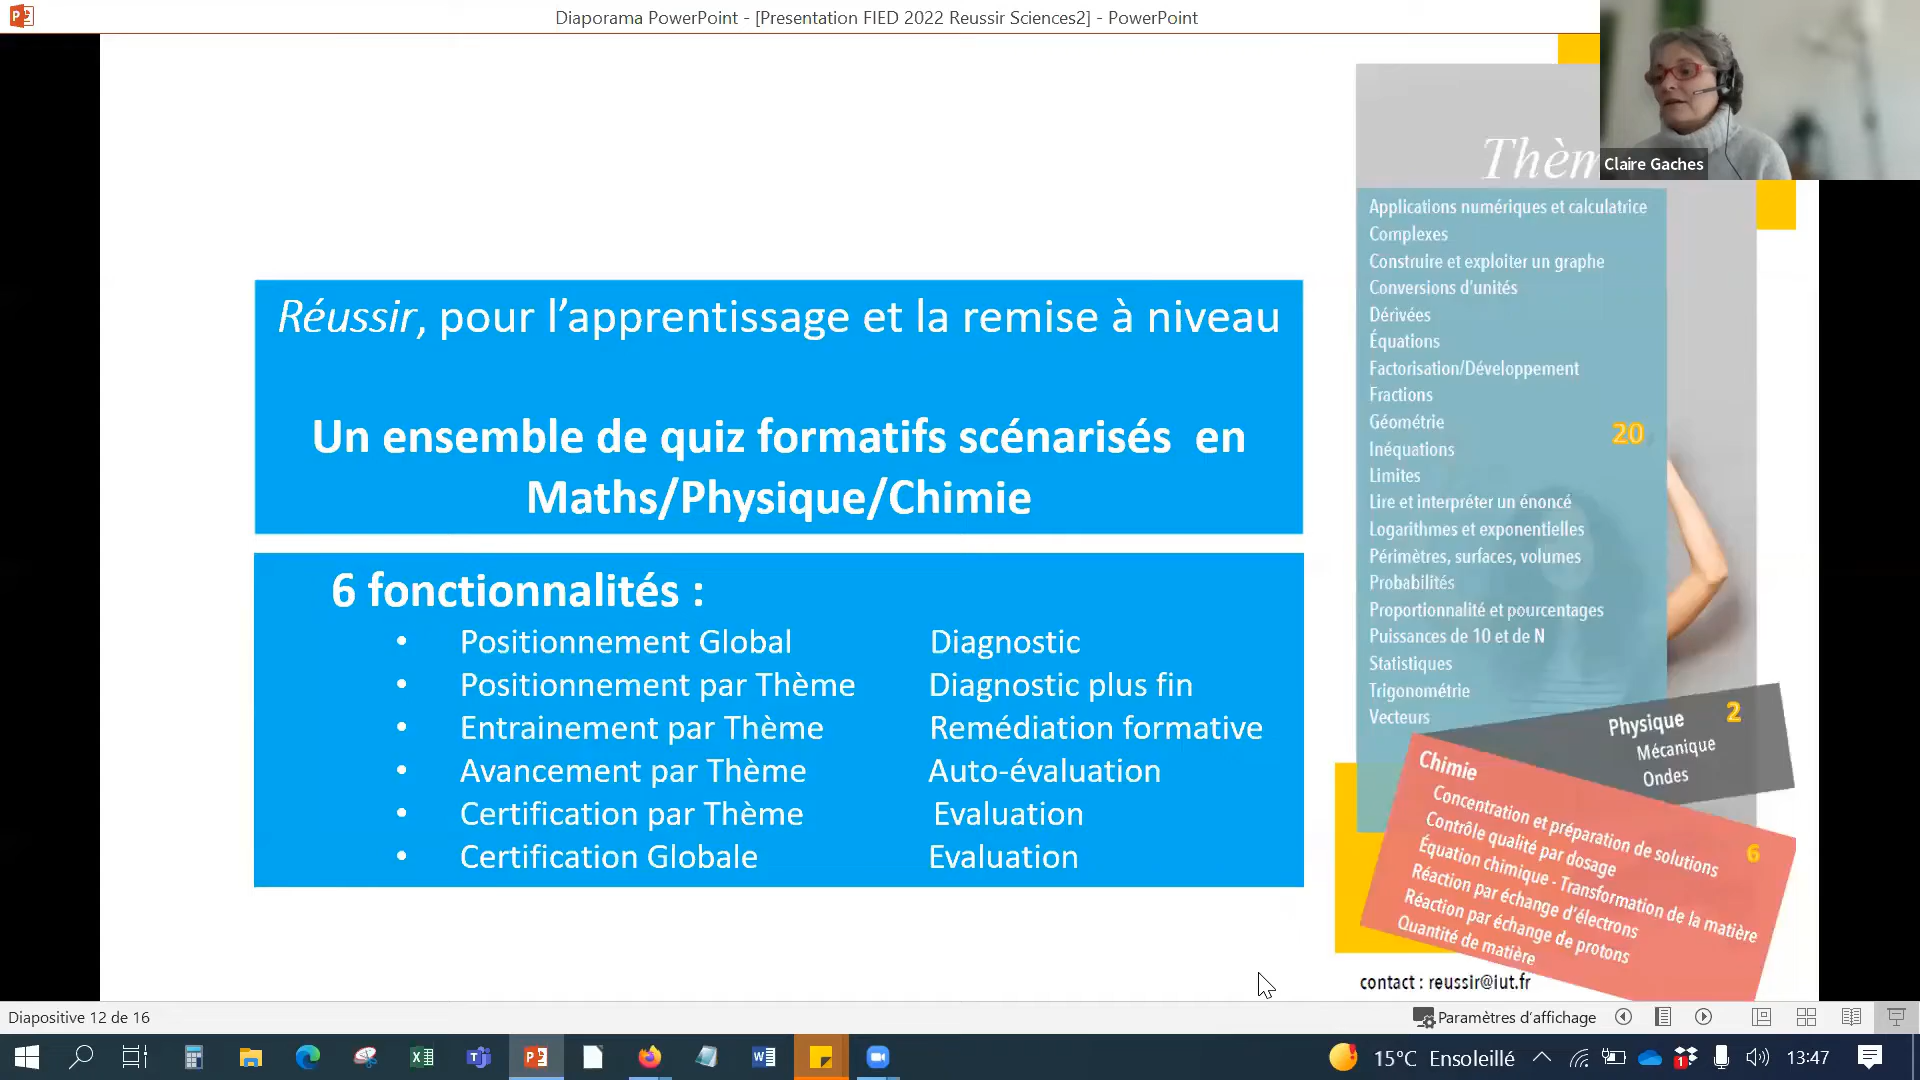 Diaporama PowerPoint - [Presentation FIED 2022 Reussir Sciences2] - PowerPoint
Claire Gaches
Réussir, pour l’apprentissage et la remise à niveau
Un ensemble de quiz formatifs scénarisés en
Maths/Physique/Chimie
6 fonctionnalités :
• Positionnement Global Diagnostic
• Positionnement par Thème Diagnostic plus fin
• Entrainement par Thème Remédiation formative
• Avancement par Thème Auto-évaluation
• Certification par Thème Evaluation
• Certification Globale Evaluation
Applications numériques et calculatrice
Complexes
Construire et exploiter un graphe
Conversions d'unités
Dérivées
Équations
Factorisation/Développement
Fractions
Géométrie
20
Inéquations
Limites
Lire et interpréter un énoncé
Logarithmes et exponentielles
Périmètres, surfaces, volumes
Probabilités
Proportionnalité et pourcentages
Puissances de 10 et de N
Statistiques
Trigonométrie
Vecteurs
Physique 2
Mécanique
Ondes
Chimie
Concentration et préparation de solutions 6
Contrôle qualité par dosage
Équation chimique - Transformation de la matière
Réaction par échange d'électrons
Réaction par échange de protons
Quantité de matière
contact : reussir@iut.fr
Diapositive 12 de 16
Paramètres d'affichage
15°C Ensoleillé
13:47